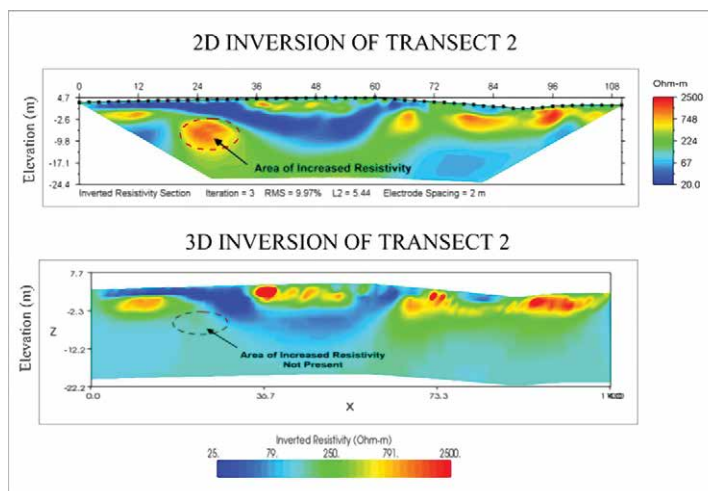 2D INVERSION OF TRANSECT 2
0 12 24 36 48 60 72 84 96 108
Ohm-m
Elevation (m)
4.7
-2.6
-9.8
-17.1
-24.4
2500
748
224
67
20.0
Area of Increased Resistivity
Inverted Resistivity Section Iteration = 3 RMS = 9.97% L2 = 5.44 Electrode Spacing = 2 m
3D INVERSION OF TRANSECT 2
Elevation (m)
Z
7.7
-2.3
-12.2
-22.2
Area of Increased Resistivity
Not Present
0.0 36.7 73.3
X
Inverted Resistivity (Ohm-m)
25. 79. 250. 791. 2500.